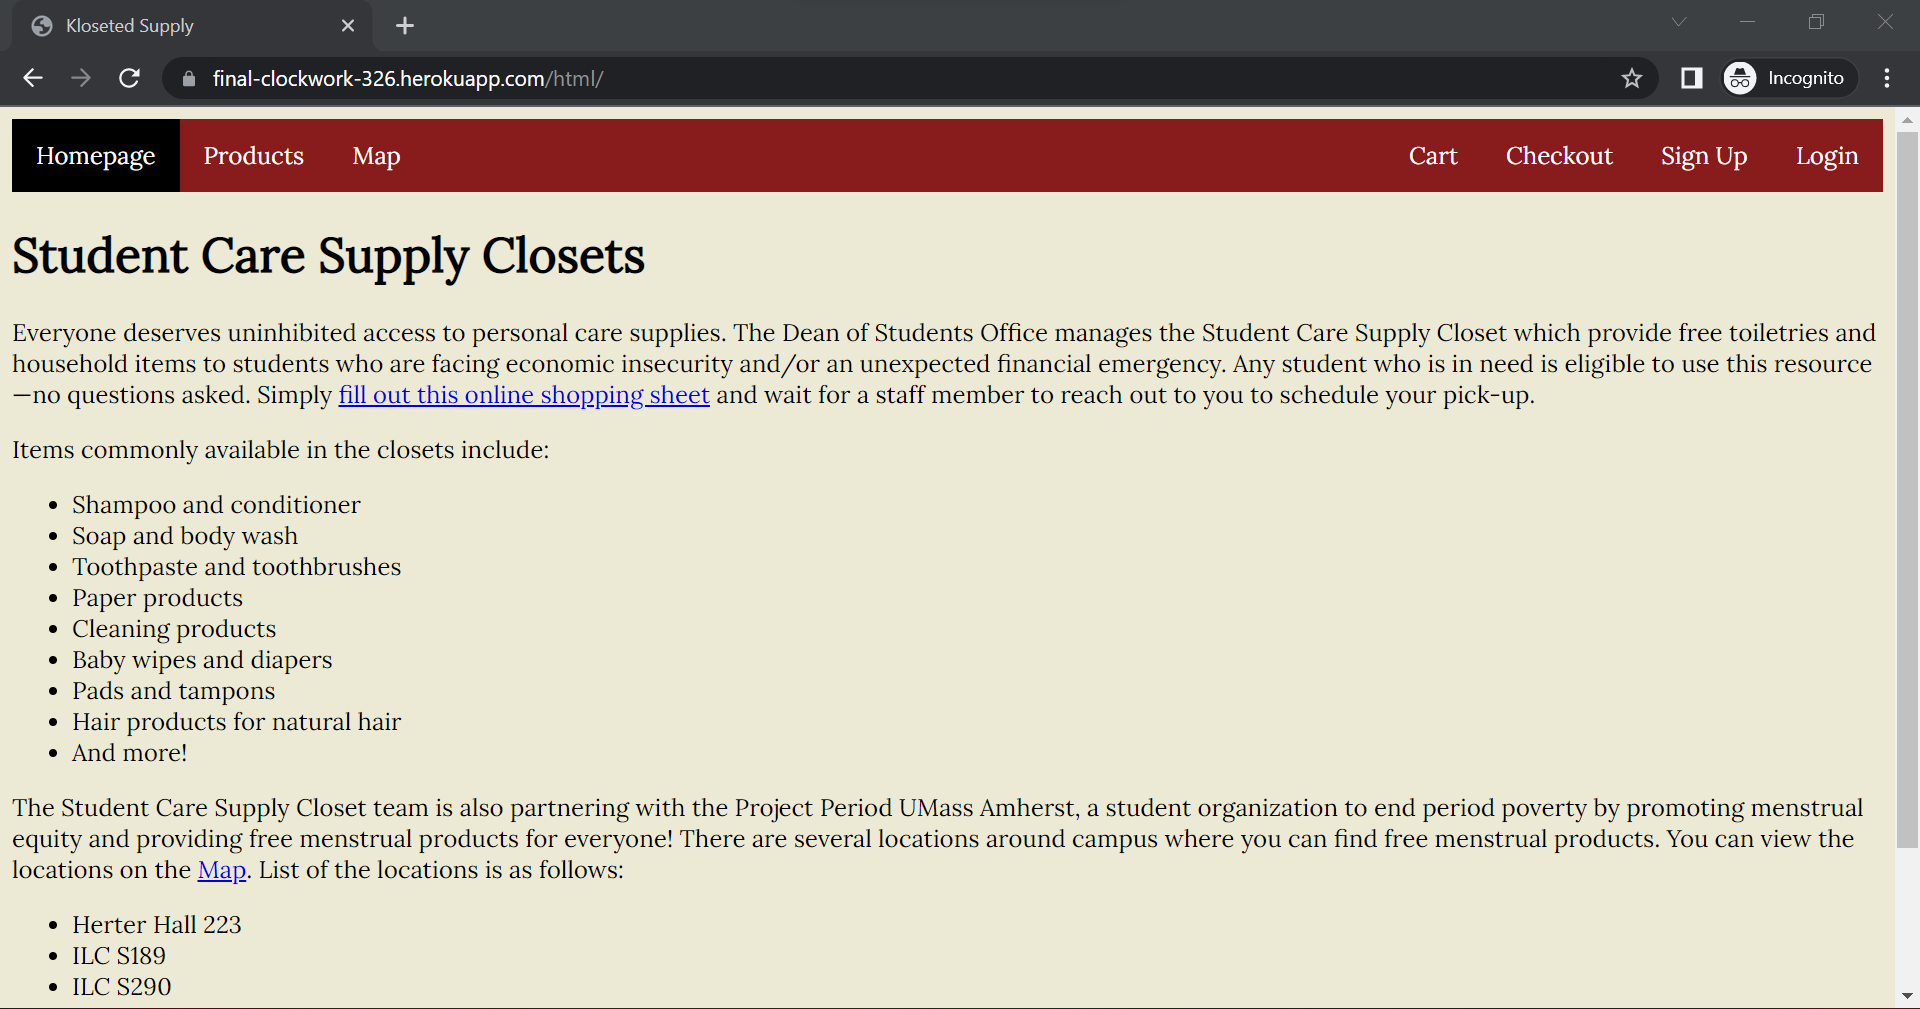 Kloseted Supply
final-clockwork-326.herokuapp.com/html/
Incognito
Homepage Products Map Cart Checkout Sign Up Login
Student Care Supply Closets
Everyone deserves uninhibited access to personal care supplies. The Dean of Students Office manages the Student Care Supply Closet which provide free toiletries and
household items to students who are facing economic insecurity and/or an unexpected financial emergency. Any student who is in need is eligible to use this resource
—no questions asked. Simply fill out this online shopping sheet and wait for a staff member to reach out to you to schedule your pick-up.
Items commonly available in the closets include:
• Shampoo and conditioner
• Soap and body wash
• Toothpaste and toothbrushes
• Paper products
• Cleaning products
• Baby wipes and diapers
• Pads and tampons
• Hair products for natural hair
• And more!
The Student Care Supply Closet team is also partnering with the Project Period UMass Amherst, a student organization to end period poverty by promoting menstrual
equity and providing free menstrual products for everyone! There are several locations around campus where you can find free menstrual products. You can view the
locations on the Map. List of the locations is as follows:
• Herter Hall 223
• ILC S189
• ILC S290